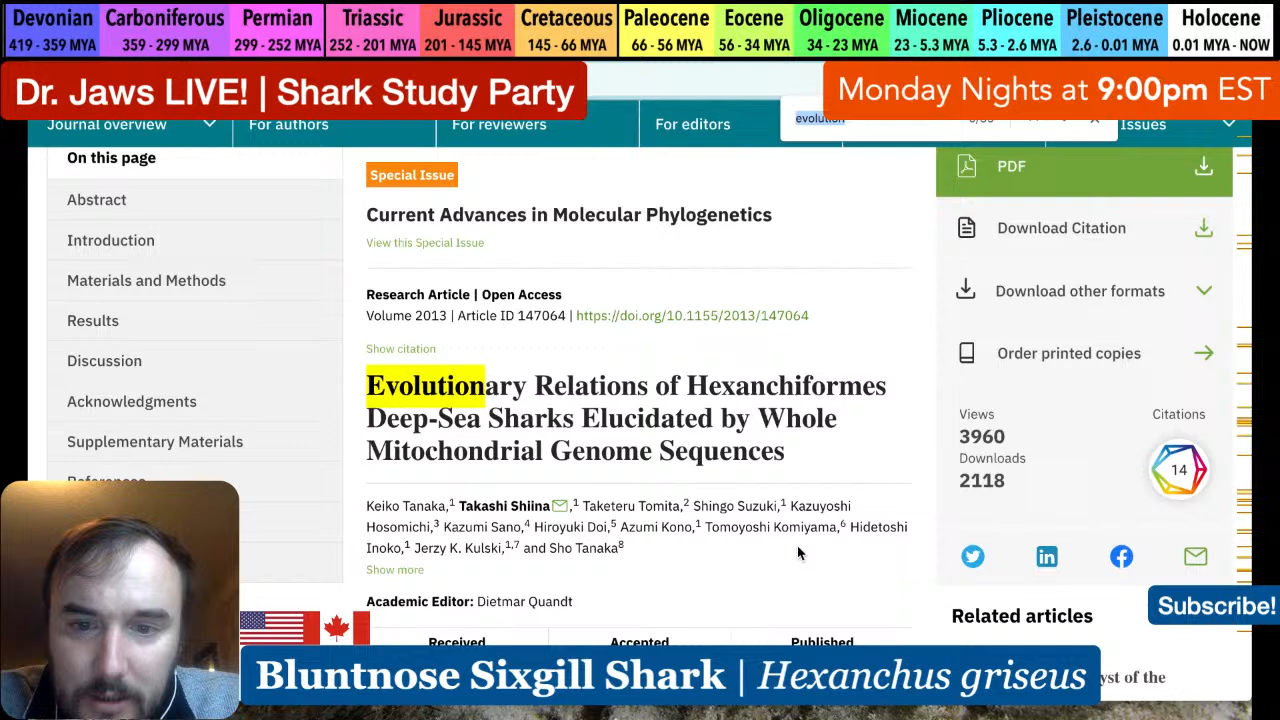 Devonian Carboniferous Permian Triassic Jurassic Cretaceous Paleocene Eocene Oligocene Miocene Pliocene Pleistocene Holocene
419 - 359 MYA 359 - 299 MYA 299 - 252 MYA 252 - 201 MYA 201 - 145 MYA 145 - 66 MYA 66 - 56 MYA 56 - 34 MYA 34 - 23 MYA 23 - 5.3 MYA 5.3 - 2.6 MYA 2.6 - 0.01 MYA 0.01 MYA - NOW
Dr. Jaws LIVE! | Shark Study Party
Monday Nights at 9:00pm EST
Journal overview For authors For reviewers For editors evolution Issues
On this page
Abstract
Introduction
Materials and Methods
Results
Discussion
Acknowledgments
Supplementary Materials
References
Special Issue
Current Advances in Molecular Phylogenetics
View this Special Issue
Research Article | Open Access
Volume 2013 | Article ID 147064 | https://doi.org/10.1155/2013/147064
Show citation
Evolutionary Relations of Hexanchiformes
Deep-Sea Sharks Elucidated by Whole
Mitochondrial Genome Sequences
Keiko Tanaka,1 Takashi Shiina,1 Taketeru Tomita,2 Shingo Suzuki,1 Kazuyoshi
Hosomichi,3 Kazumi Sano,4 Hiroyuki Doi,5 Azumi Kono,1 Tomoyoshi Komiyama,6 Hidetoshi
Inoko,1 Jerzy K. Kulski,1,7 and Sho Tanaka8
Show more
Academic Editor: Dietmar Quandt
Received Accepted Published
PDF
Download Citation
Download other formats
Order printed copies
Views
3960
Downloads
2118
Citations
14
Related articles
Subscribe!
yst of the
Bluntnose Sixgill Shark | Hexanchus griseus